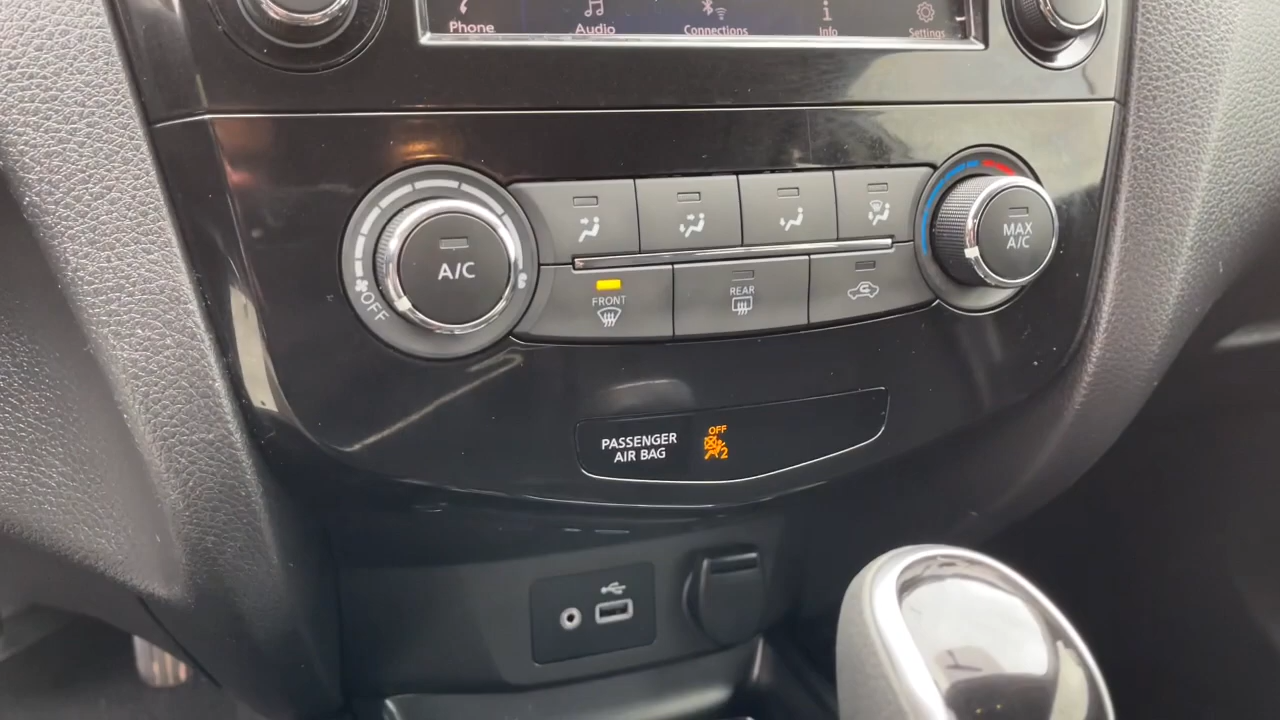 Phone Audio Connections Info Settings
OFF
A/C
MAX
A/C
FRONT
REAR
PASSENGER
AIR BAG
OFF
2